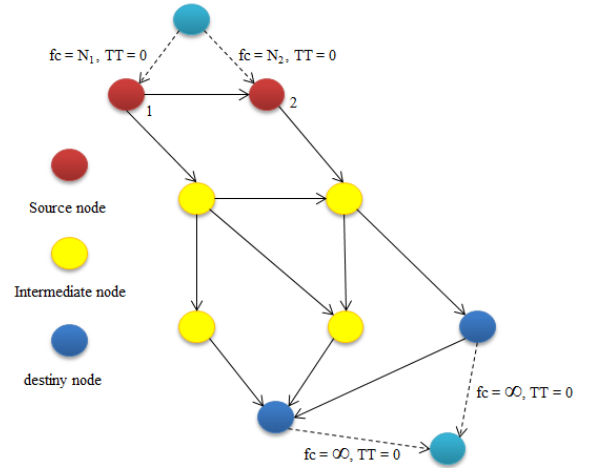 fc = N₁, TT = 0
fc = N₂, TT = 0
1
2
Source node
Intermediate node
destiny node
fc = ∞, TT = 0
fc = ∞, TT = 0